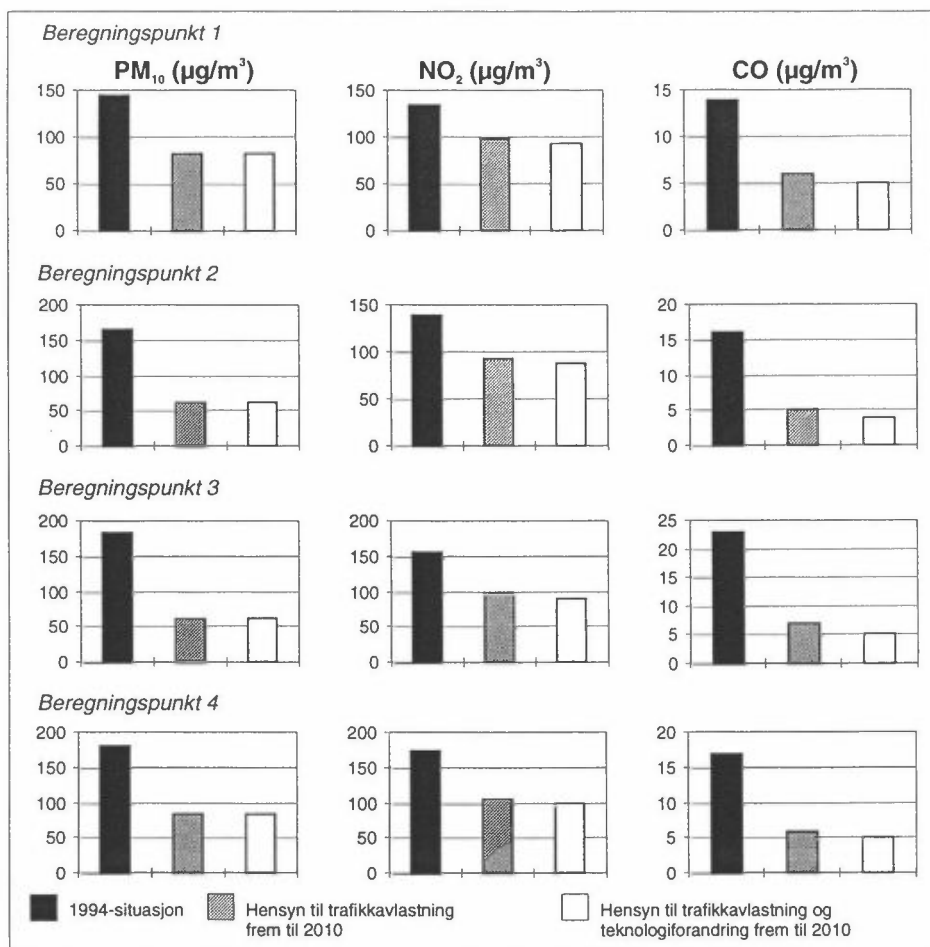 Beregningspunkt 1
PM₁₀ (µg/m³) NO₂ (µg/m³) CO (µg/m³)
150 150 15
100 100 10
50 50 5
0 0 0
Beregningspunkt 2
200 150 20
150 100 15
100 50 10
50 0 5
0 0
Beregningspunkt 3
200 200 25
150 150 20
100 100 15
50 50 10
0 0 5
0
Beregningspunkt 4
200 200 20
150 150 15
100 100 10
50 50 5
0 0 0
1994-situasjon Hensyn til trafikkavlastning Hensyn til trafikkavlastning og
frem til 2010 teknologiforandring frem til 2010